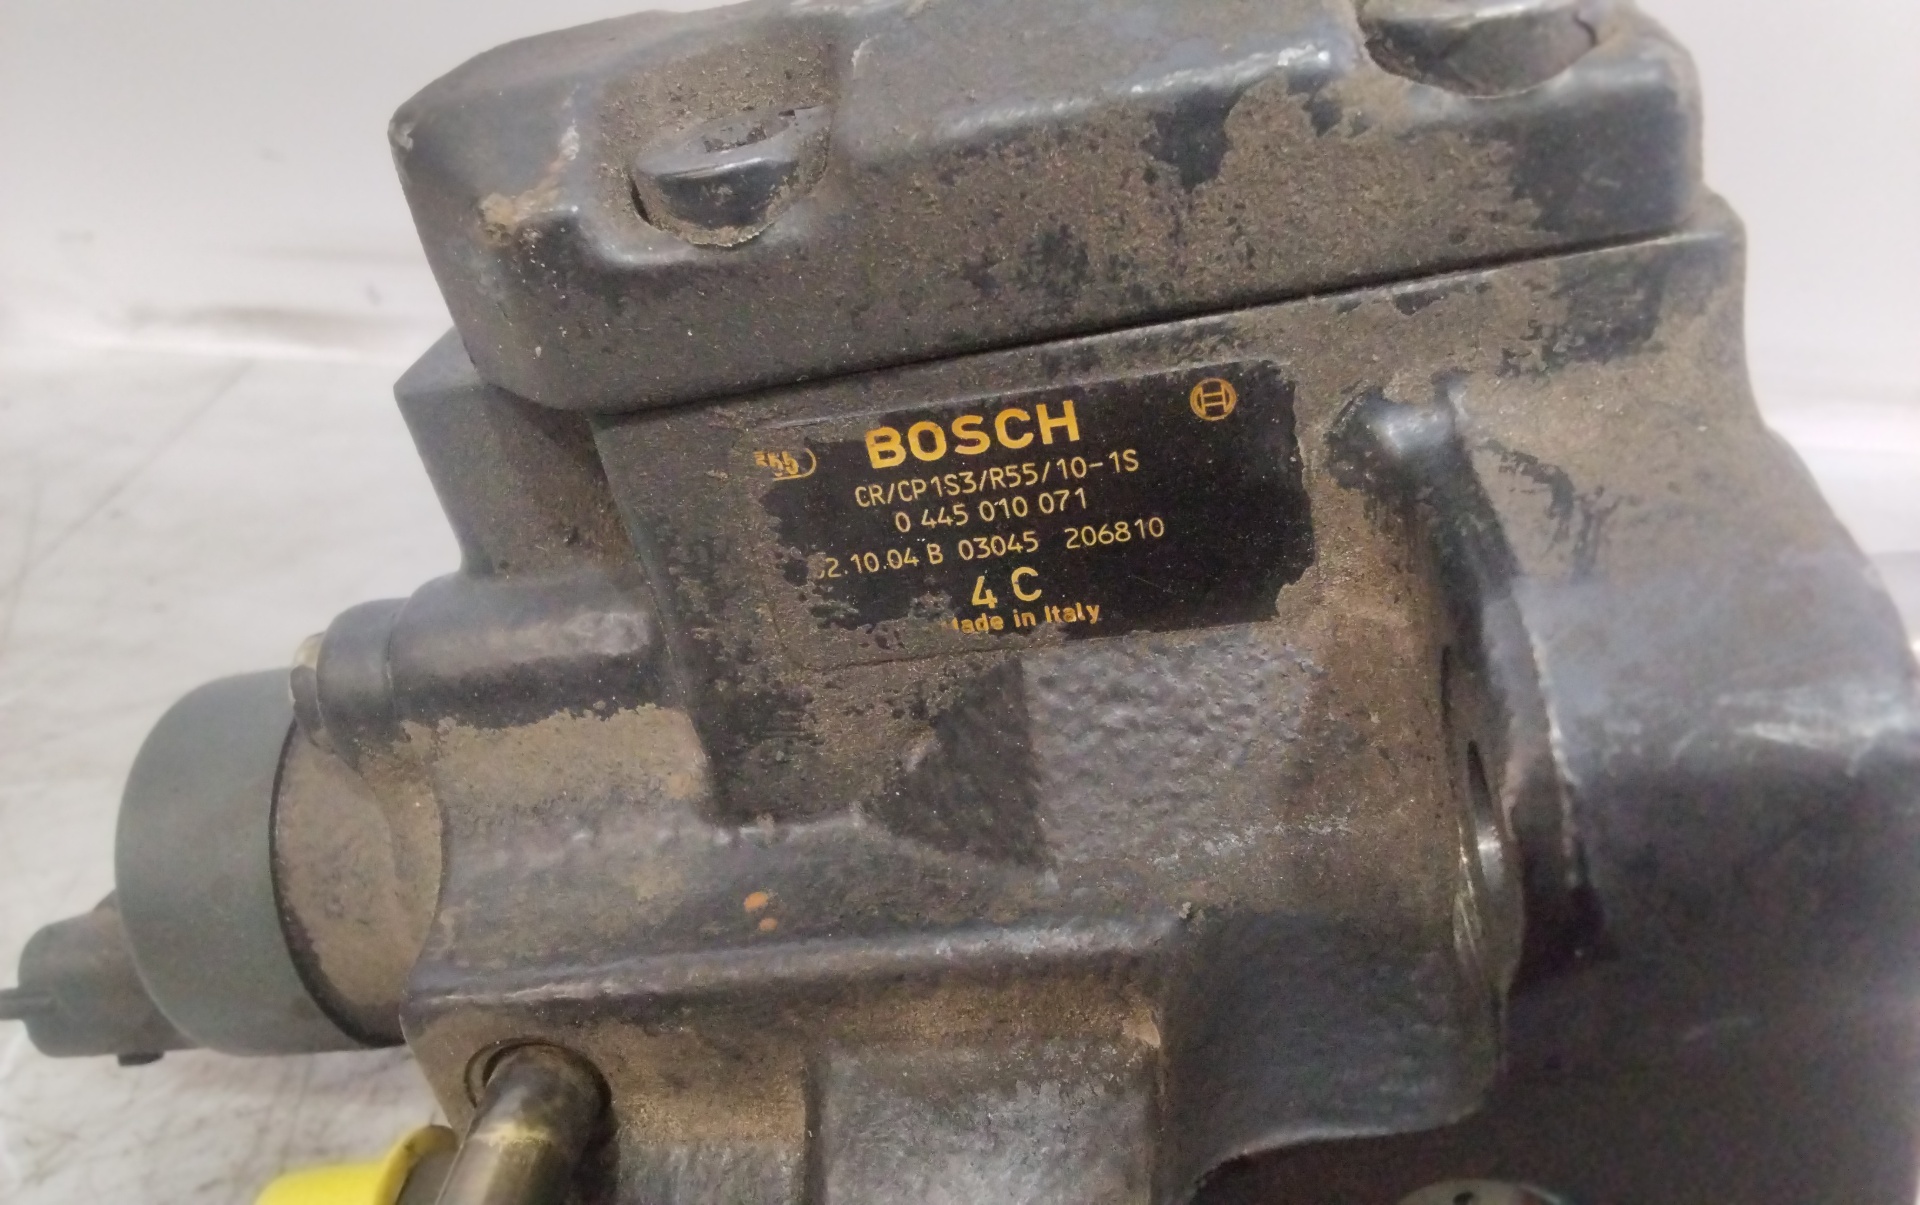 BOSCH
CR/CP1S3/R55/10-1S
0 445 010 071
2.10.04 B 03045 206810
4 C
Made in Italy